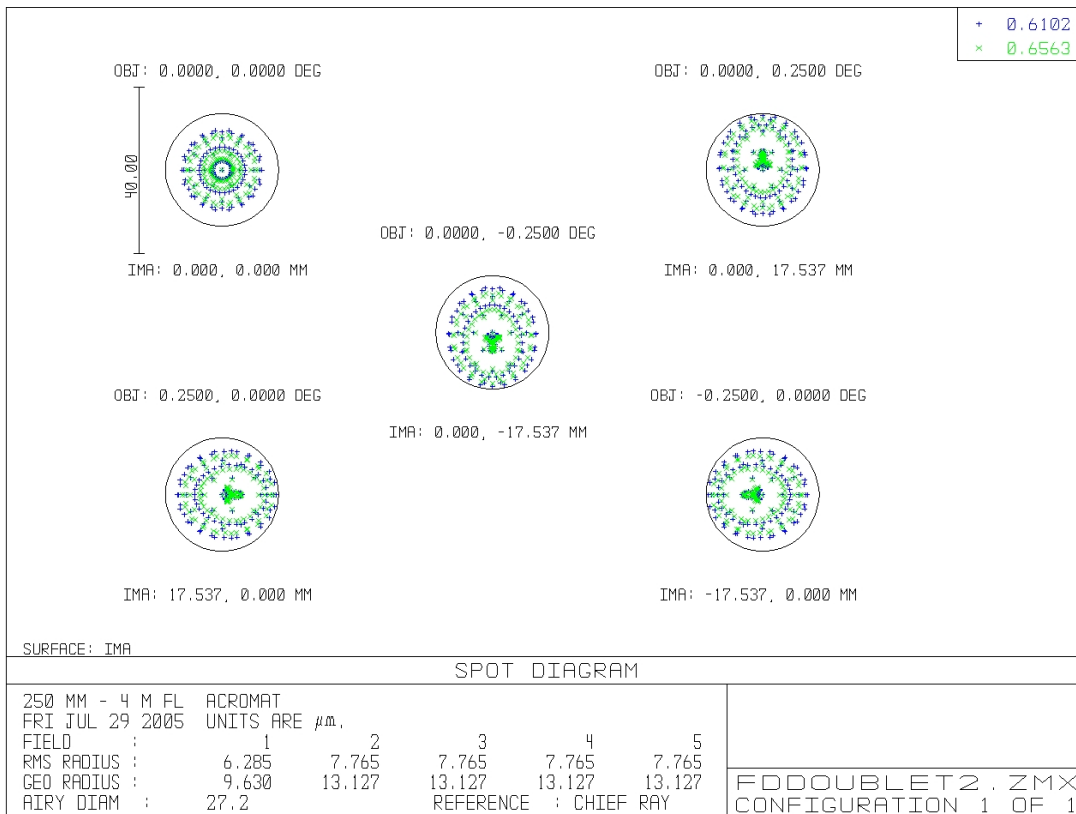 + 0.6102
× 0.6563
OBJ: 0.0000, 0.0000 DEG
OBJ: 0.0000, 0.2500 DEG
40.00
OBJ: 0.0000, -0.2500 DEG
IMA: 0.000, 0.000 MM
IMA: 0.000, 17.537 MM
OBJ: 0.2500, 0.0000 DEG
OBJ: -0.2500, 0.0000 DEG
IMA: 0.000, -17.537 MM
IMA: 17.537, 0.000 MM
IMA: -17.537, 0.000 MM
SURFACE: IMA
SPOT DIAGRAM
250 MM - 4 M FL ACROMAT
FRI JUL 29 2005 UNITS ARE µm.
FIELD : 1 2 3 4 5
RMS RADIUS : 6.285 7.765 7.765 7.765 7.765
GEO RADIUS : 9.630 13.127 13.127 13.127 13.127
AIRY DIAM : 27.2 REFERENCE : CHIEF RAY
FDDOUBLET2.ZMX
CONFIGURATION 1 OF 1